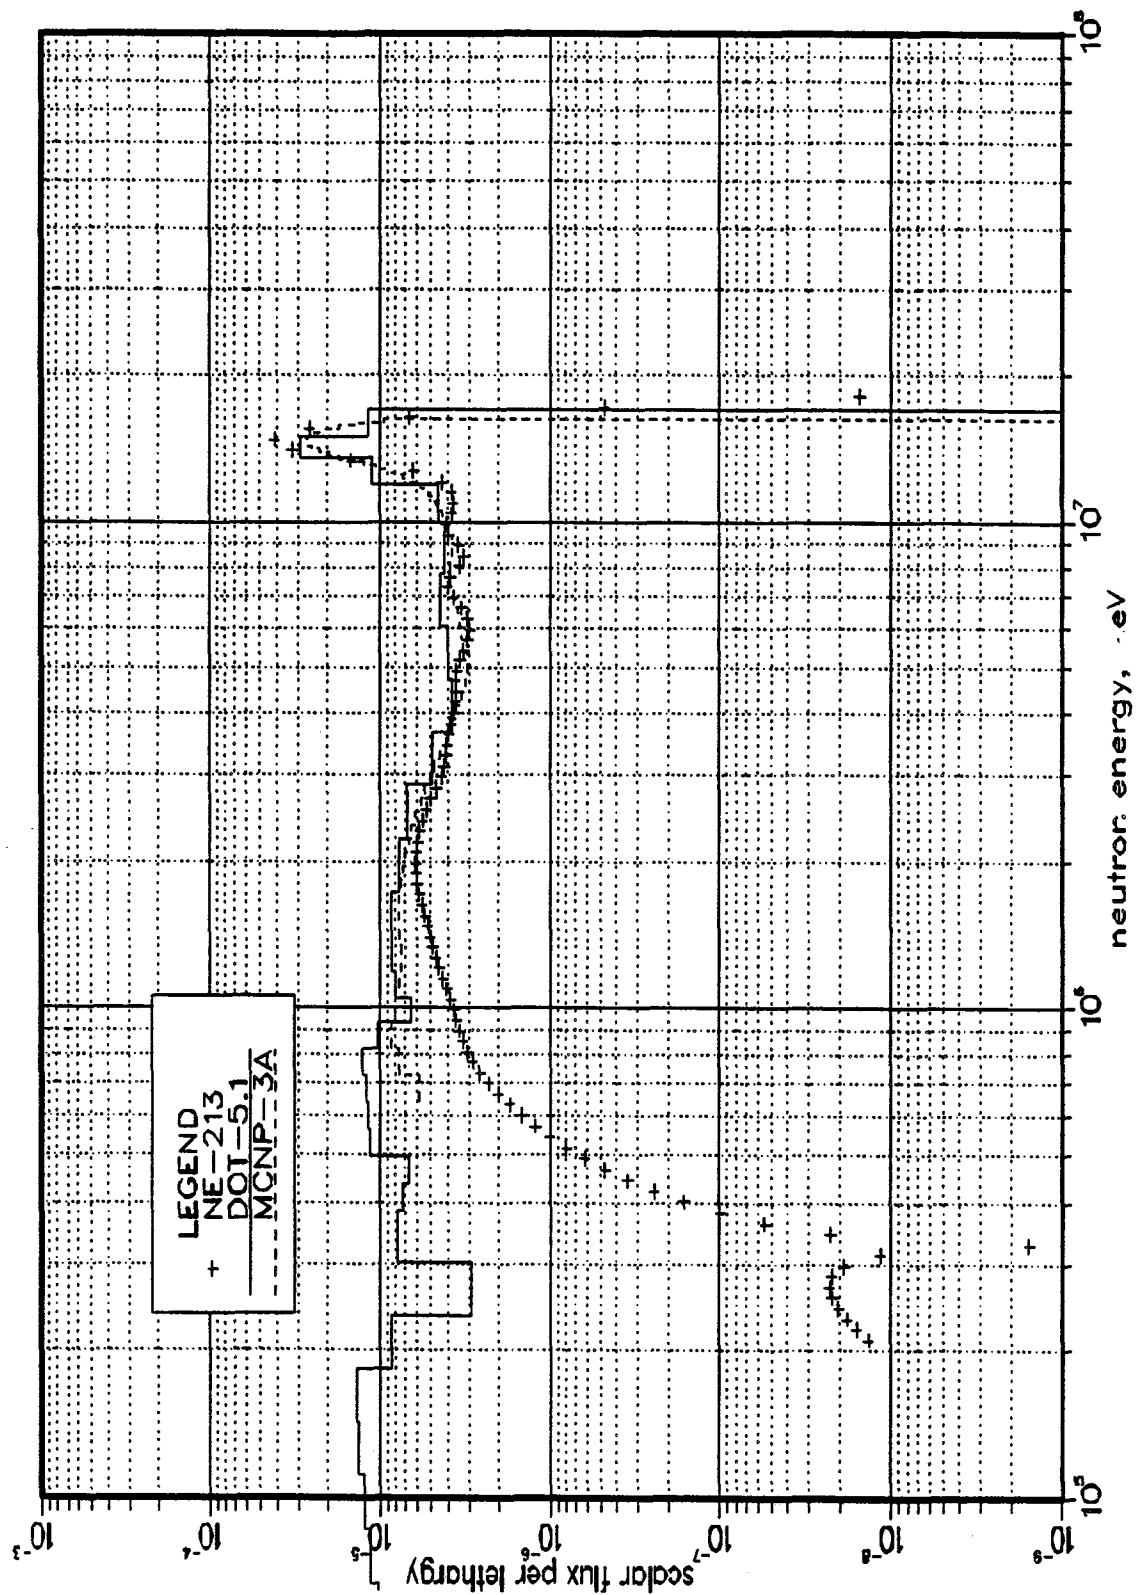 LEGEND
+ NE-213
DOT-5.1
MCNP-3A
scalar flux per lethargy
10⁻³
10⁻⁴
10⁻⁵
10⁻⁶
10⁻⁷
10⁻⁸
10⁻⁹
10⁵
10⁶
10⁷
10⁸
neutron energy, eV